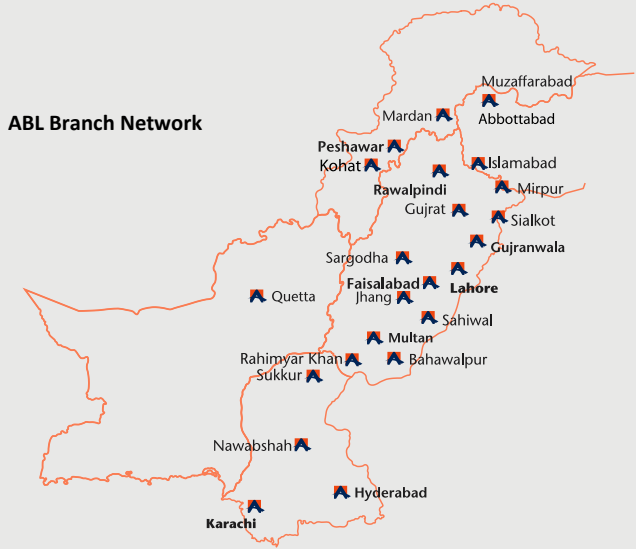 Muzaffarabad
Abbottabad
Mardan
ABL Branch Network
Peshawar
Kohat
Islamabad
Rawalpindi
Mirpur
Gujrat
Sialkot
Gujranwala
Sargodha
Faisalabad
Lahore
Jhang
Quetta
Sahiwal
Multan
Rahimyar Khan
Bahawalpur
Sukkur
Nawabshah
Hyderabad
Karachi